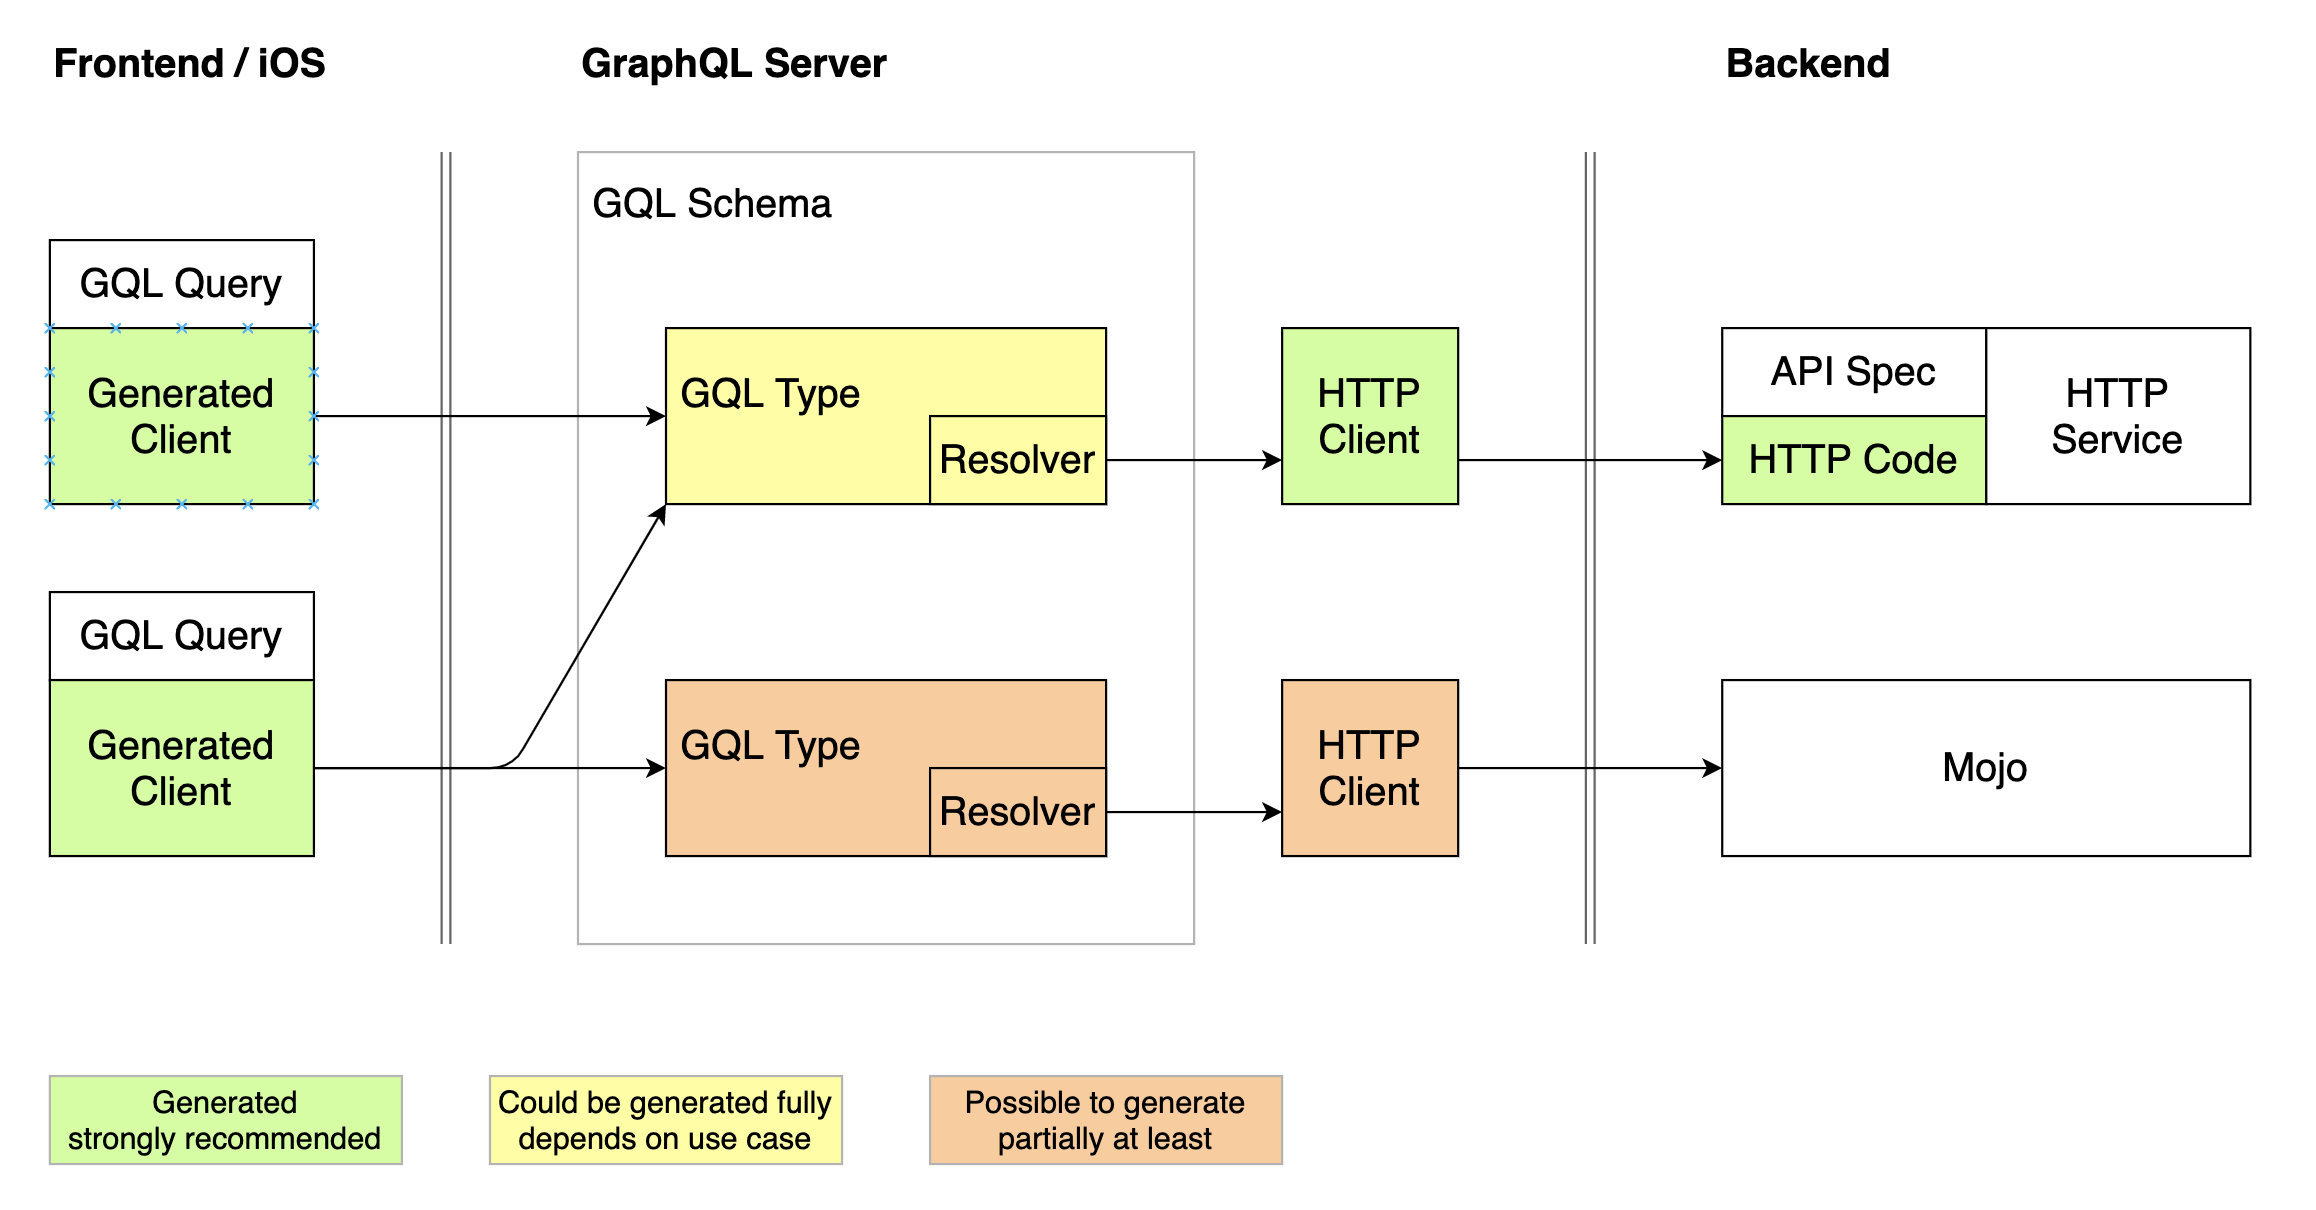 Frontend / iOS
GraphQL Server
Backend
GQL Schema
GQL Query
Generated
Client
GQL Type
Resolver
HTTP
Client
API Spec
HTTP Code
HTTP
Service
GQL Query
Generated
Client
GQL Type
Resolver
HTTP
Client
Mojo
Generated
strongly recommended
Could be generated fully
depends on use case
Possible to generate
partially at least